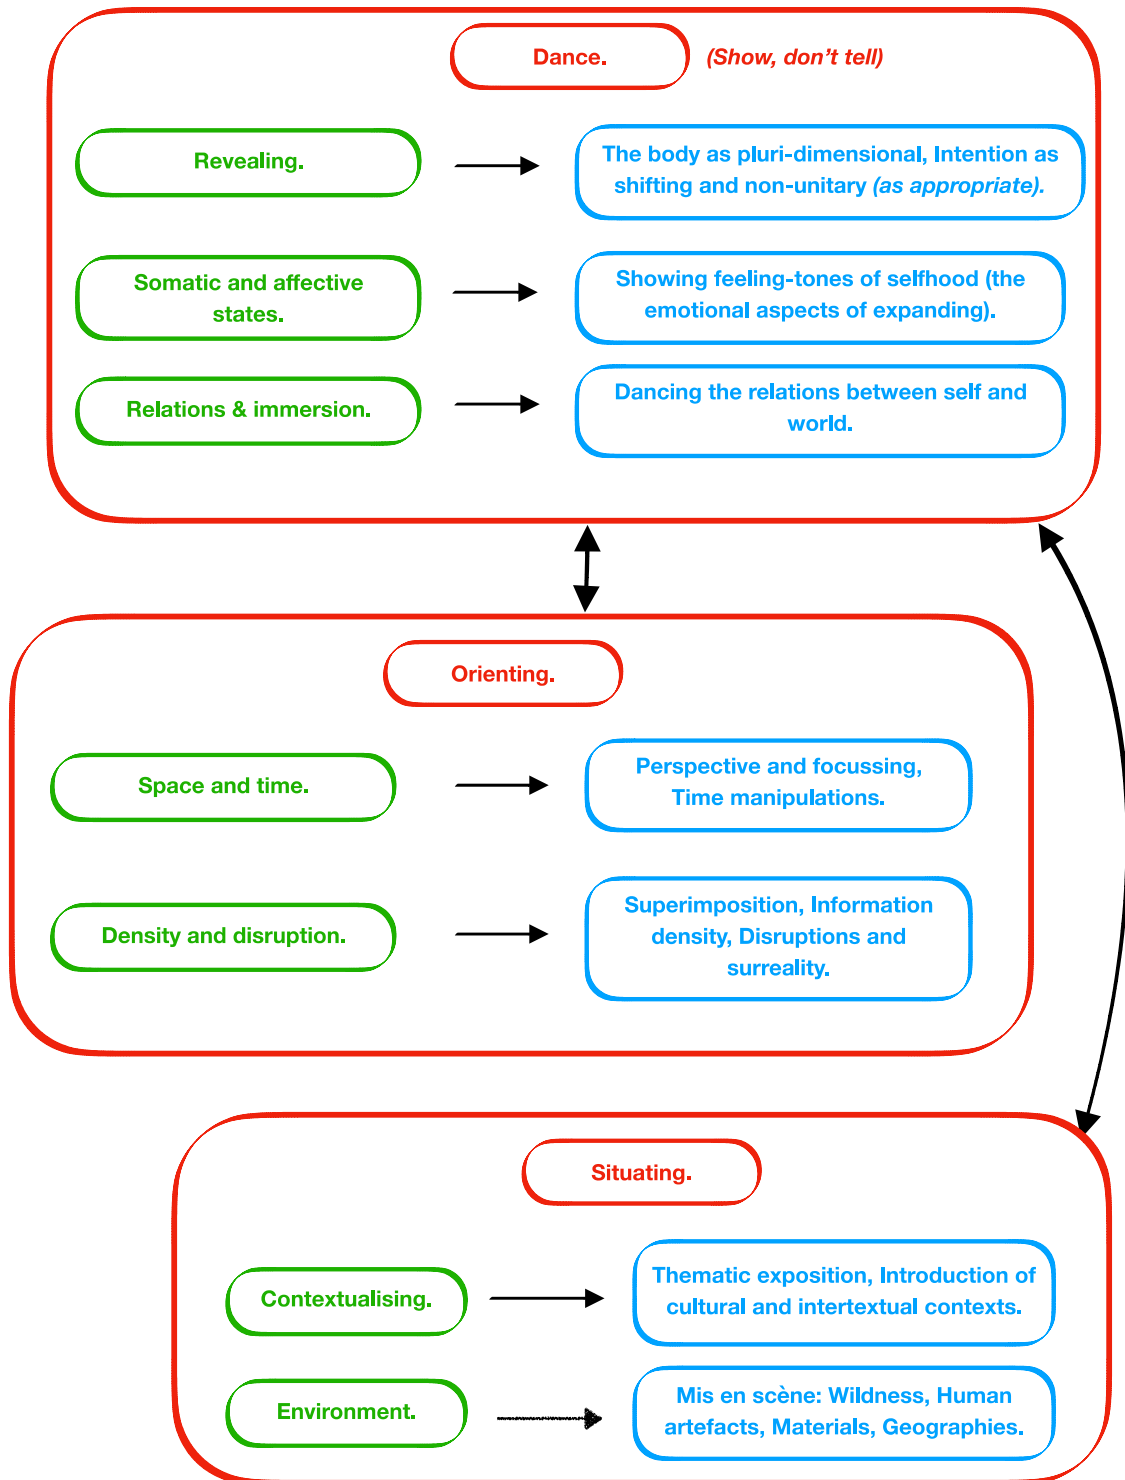 Dance.
(Show, don't tell)
Revealing.
The body as pluri-dimensional, Intention as
shifting and non-unitary (as appropriate).
Somatic and affective
states.
Showing feeling-tones of selfhood (the
emotional aspects of expanding).
Relations & immersion.
Dancing the relations between self and
world.
Orienting.
Space and time.
Perspective and focussing,
Time manipulations.
Density and disruption.
Superimposition, Information
density, Disruptions and
surreality.
Situating.
Contextualising.
Thematic exposition, Introduction of
cultural and intertextual contexts.
Environment.
Mis en scène: Wildness, Human
artefacts, Materials, Geographies.